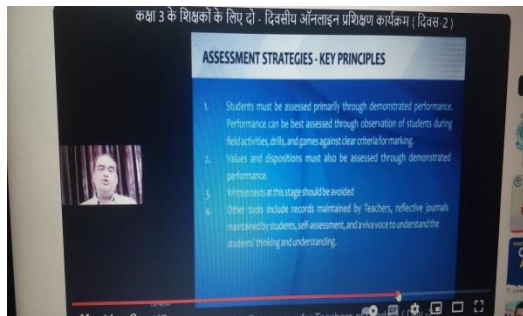 कक्षा 3 के शिक्षकों के लिए दो - दिवसीय ऑनलाइन प्रशिक्षण कार्यक्रम ( दिवस-2 )
ASSESSMENT STRATEGIES - KEY PRINCIPLES
1. Students must be assessed primarily through demonstrated performance.
Performance can be best assessed through observation of students during
field activities, drills, and games against clear criteria for marking.
2. Values and dispositions must also be assessed through demonstrated
performance.
3. Written tests at this stage should be avoided
4. Other tools include records maintained by Teachers, reflective journals
maintained by students, self-assessment, and a viva voce to understand the
students' thinking and understanding.
for Teachers